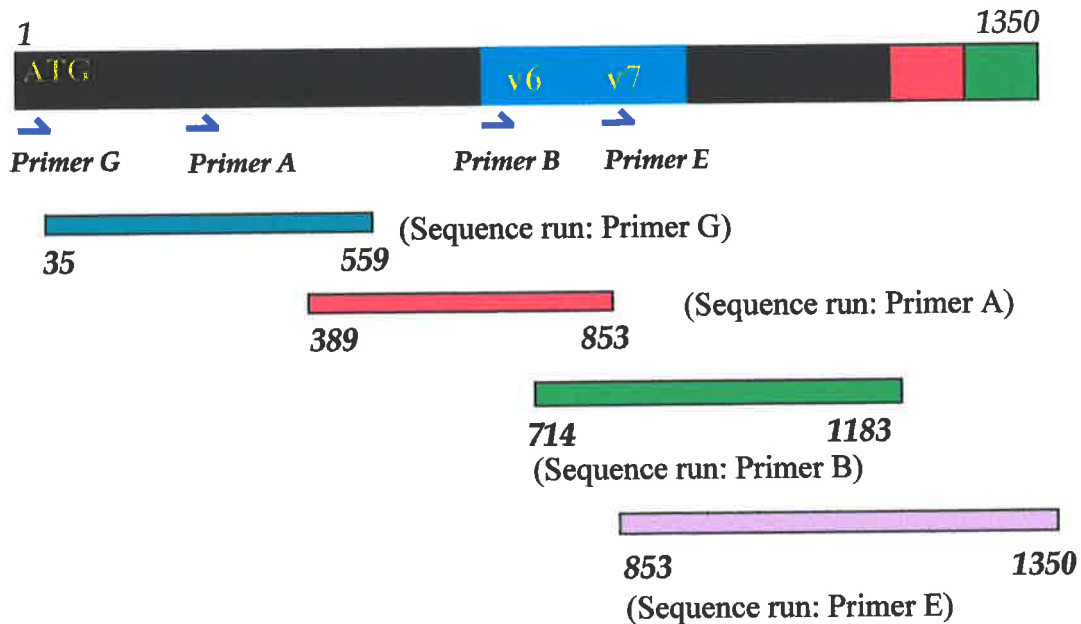 1 1350
ATG v6 v7
Primer G Primer A Primer B Primer E
(Sequence run: Primer G)
35 559
(Sequence run: Primer A)
389 853
714 1183
(Sequence run: Primer B)
853 1350
(Sequence run: Primer E)